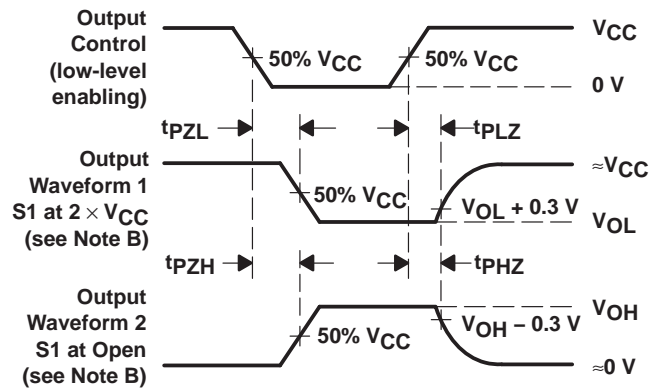 Output
Control
(low-level
enabling)
50% VCC
50% VCC
VCC
0 V
tPZL
tPLZ
Output
Waveform 1
S1 at 2 × VCC
(see Note B)
50% VCC
VOL + 0.3 V
≈VCC
VOL
tPZH
tPHZ
Output
Waveform 2
S1 at Open
(see Note B)
50% VCC
VOH − 0.3 V
VOH
≈0 V